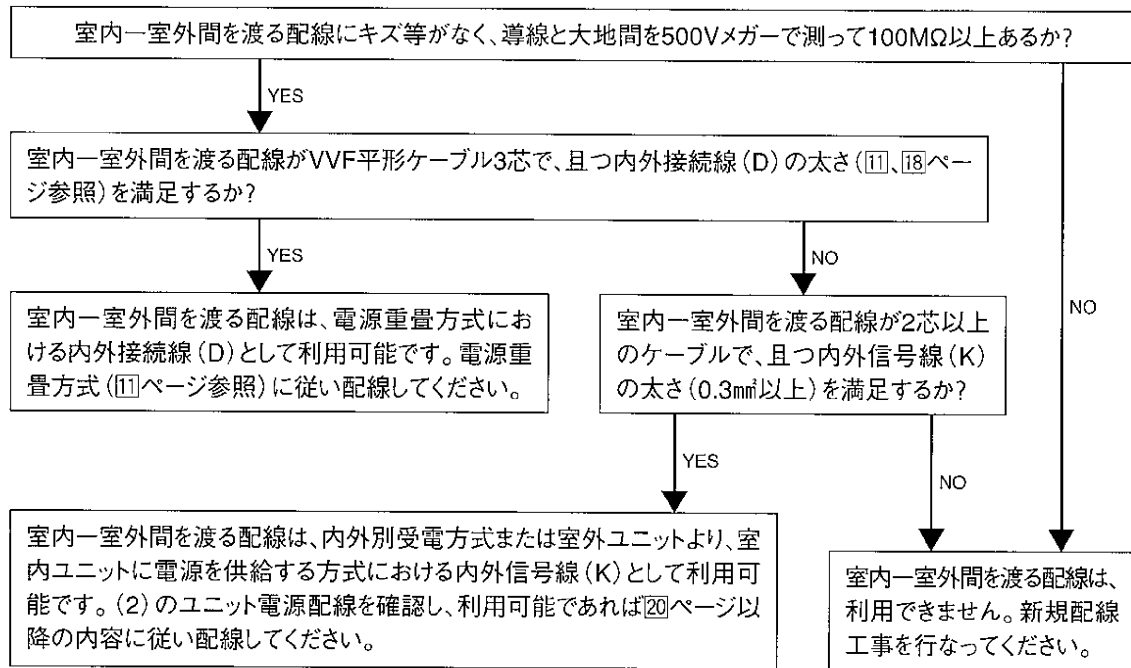 室内ー室外間を渡る配線にキズ等がなく、導線と大地間を500Vメガーで測って100MΩ以上あるか?
YES
室内ー室外間を渡る配線がVVF平形ケーブル3芯で、且つ内外接続線(D)の太さ(11、18ペー
ジ参照)を満足するか?
YES
NO
NO
室内ー室外間を渡る配線は、電源重畳方式にお
ける内外接続線(D)として利用可能です。電源重
畳方式(11ページ参照)に従い配線してください。
室内ー室外間を渡る配線が2芯以上
のケーブルで、且つ内外信号線(K)
の太さ(0.3㎟以上)を満足するか?
YES
NO
室内ー室外間を渡る配線は、内外別受電方式または室外ユニットより、室
内ユニットに電源を供給する方式における内外信号線(K)として利用可
能です。(2)のユニット電源配線を確認し、利用可能であれば20ページ以
降の内容に従い配線してください。
室内ー室外間を渡る配線は、
利用できません。新規配線
工事を行なってください。